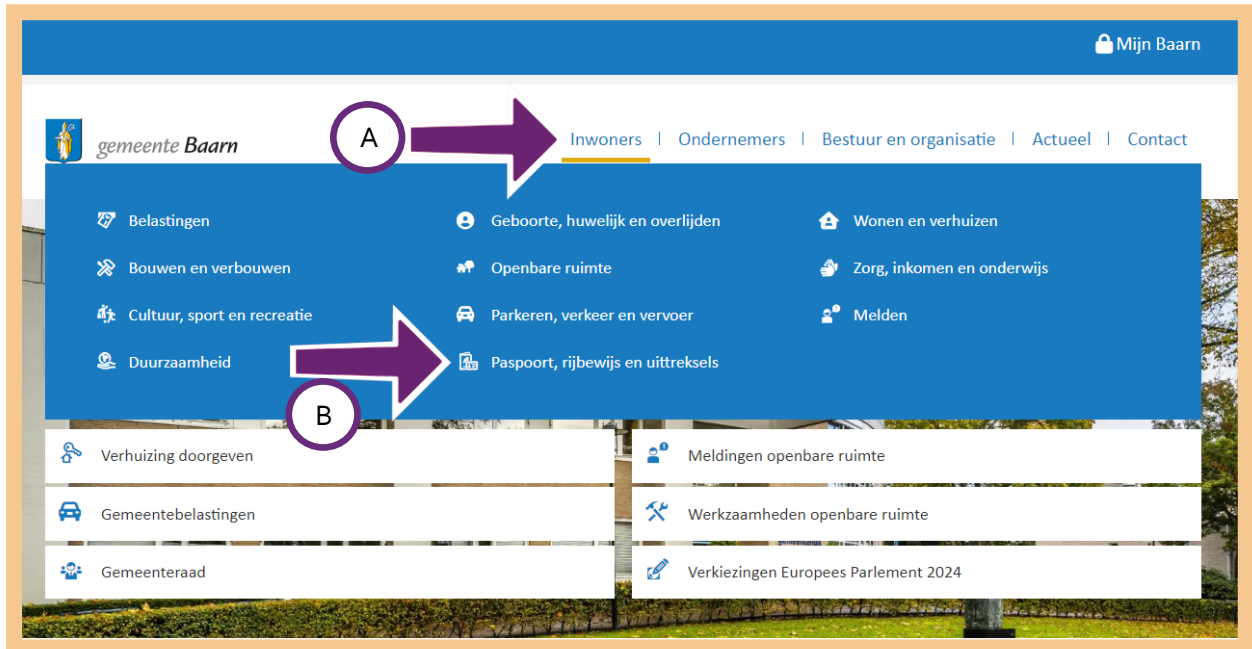 Mijn Baarn
gemeente Baarn
A
Inwoners | Ondernemers | Bestuur en organisatie | Actueel | Contact
Belastingen
Bouwen en verbouwen
Cultuur, sport en recreatie
Duurzaamheid
Geboorte, huwelijk en overlijden
Openbare ruimte
Parkeren, verkeer en vervoer
Paspoort, rijbewijs en uittreksels
Wonen en verhuizen
Zorg, inkomen en onderwijs
Melden
B
Verhuizing doorgeven
Gemeentebelastingen
Gemeenteraad
Meldingen openbare ruimte
Werkzaamheden openbare ruimte
Verkiezingen Europees Parlement 2024